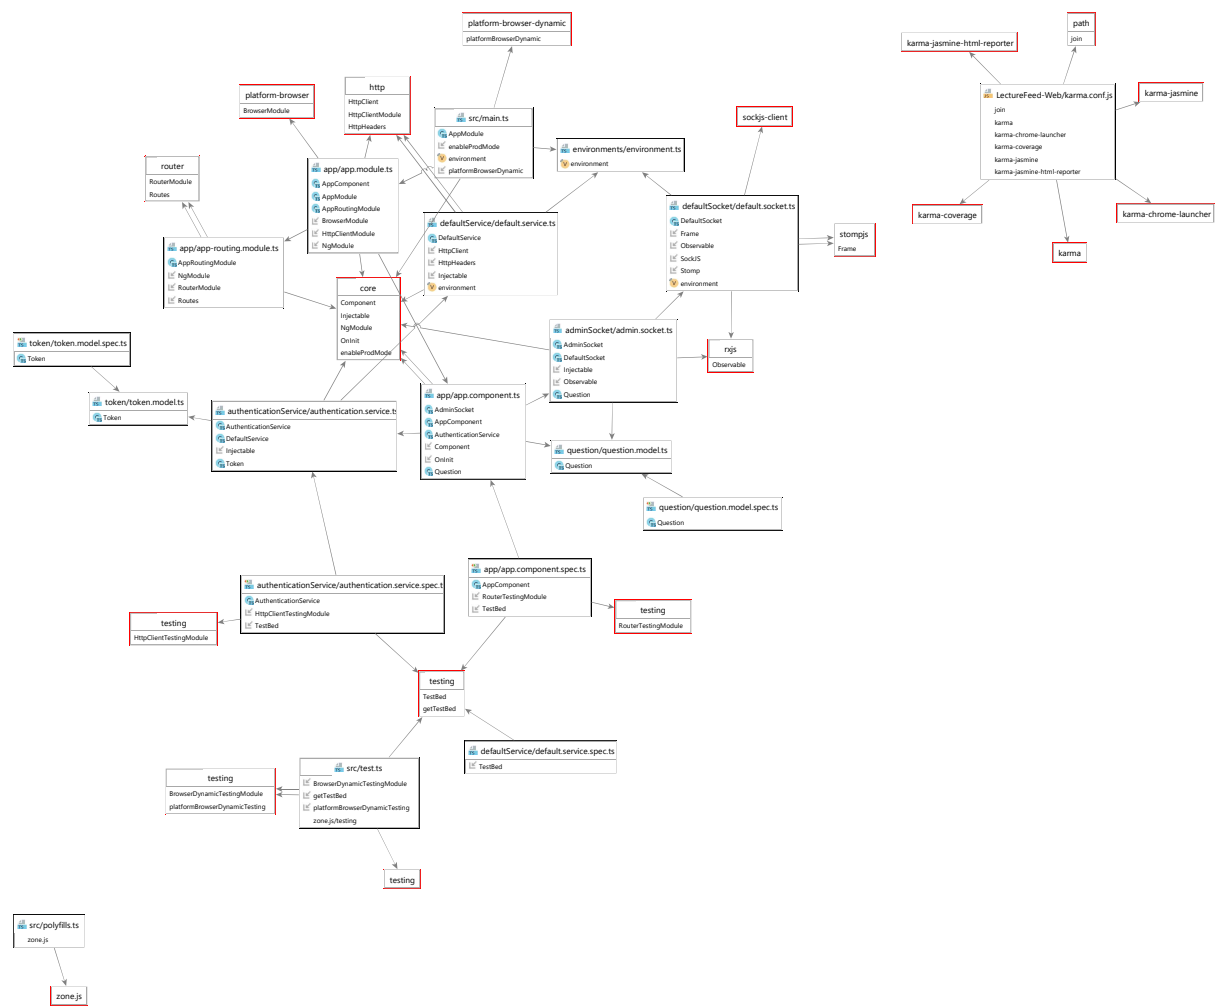 platform-browser-dynamic
platformBrowserDynamic
path
join
karma-jasmine-html-reporter
http
HttpClient
HttpClientModule
HttpHeaders
platform-browser
BrowserModule
LectureFeed-Web/karma.conf.js
join
karma
karma-chrome-launcher
karma-coverage
karma-jasmine
karma-jasmine-html-reporter
karma-jasmine
src/main.ts
AppModule
enableProdMode
environment
platformBrowserDynamic
sockjs-client
environments/environment.ts
environment
router
RouterModule
Routes
app/app.module.ts
AppComponent
AppModule
AppRoutingModule
BrowserModule
HttpClientModule
NgModule
defaultSocket/default.socket.ts
DefaultSocket
Frame
Observable
SockJS
Stomp
environment
karma-coverage
karma-chrome-launcher
defaultService/default.service.ts
DefaultService
HttpClient
HttpHeaders
Injectable
environment
stompjs
Frame
app/app-routing.module.ts
AppRoutingModule
NgModule
RouterModule
Routes
karma
core
Component
Injectable
NgModule
OnInit
enableProdMode
adminSocket/admin.socket.ts
AdminSocket
DefaultSocket
Injectable
Observable
Question
token/token.model.spec.ts
Token
rxjs
Observable
token/token.model.ts
Token
app/app.component.ts
AdminSocket
AppComponent
AuthenticationService
Component
OnInit
Question
authenticationService/authentication.service.ts
AuthenticationService
DefaultService
Injectable
Token
question/question.model.ts
Question
question/question.model.spec.ts
Question
app/app.component.spec.ts
AppComponent
RouterTestingModule
TestBed
authenticationService/authentication.service.spec.t
AuthenticationService
HttpClientTestingModule
TestBed
testing
HttpClientTestingModule
testing
RouterTestingModule
testing
TestBed
getTestBed
defaultService/default.service.spec.ts
TestBed
src/test.ts
BrowserDynamicTestingModule
getTestBed
platformBrowserDynamicTesting
zone.js/testing
testing
BrowserDynamicTestingModule
platformBrowserDynamicTesting
testing
src/polyfills.ts
zone.js
zone.js